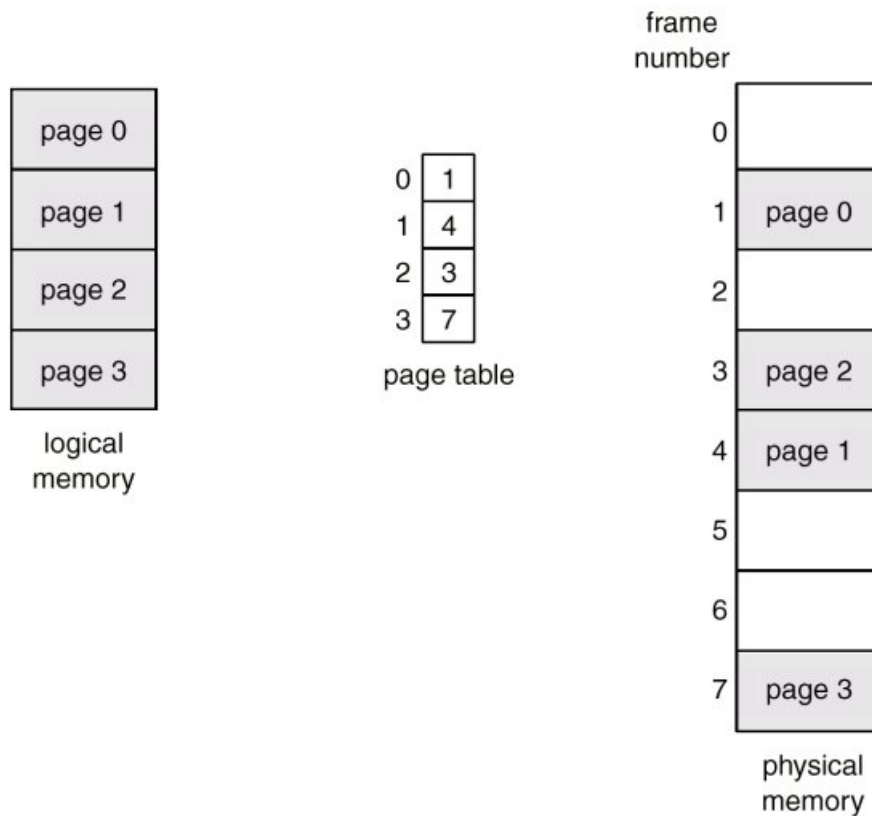 page 0
page 1
page 2
page 3
logical
memory
0 1
1 4
2 3
3 7
page table
frame
number
0
1 page 0
2
3 page 2
4 page 1
5
6
7 page 3
physical
memory